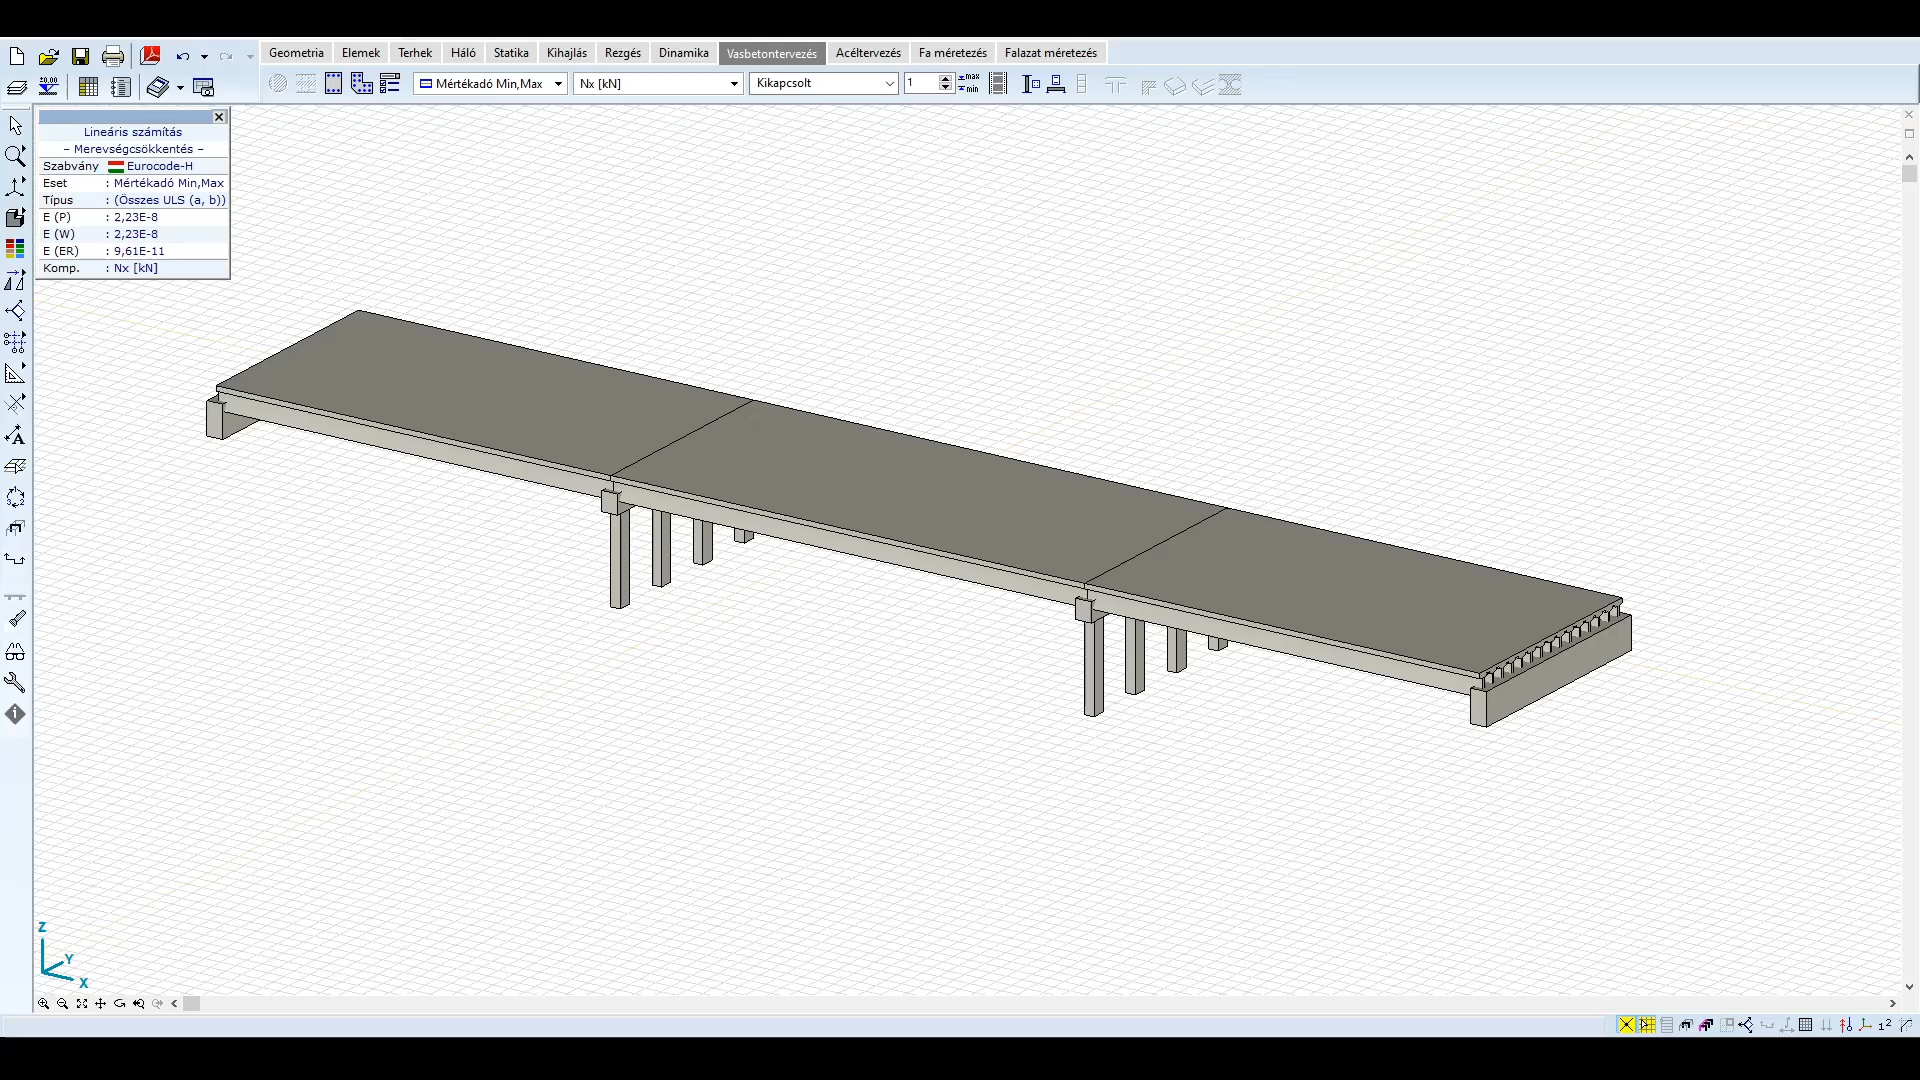 Geometria Elemek Terhek Háló Statika Kihajlás Rezgés Dinamika Vasbetontervezés Acéltervezés Fa méretezés Falazat méretezés
Mértékadó Min,Max Nx [kN] Kikapcsolt 1 max min
Lineáris számítás
– Merevségcsökkentés –
Szabvány Eurocode-H
Eset : Mértékadó Min,Max
Típus : (Összes ULS (a, b))
E (P) : 2,23E-8
E (W) : 2,23E-8
E (ER) : 9,61E-11
Komp. : Nx [kN]
Z
Y
X